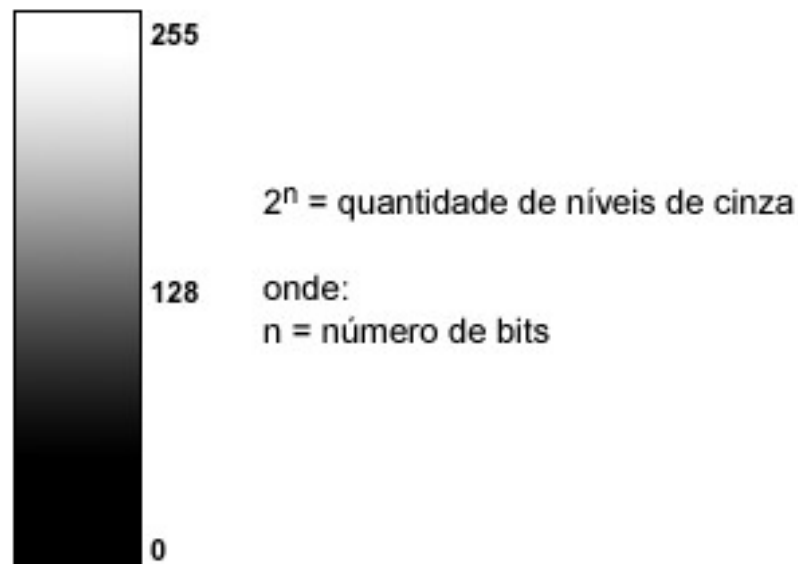 255
2ⁿ = quantidade de níveis de cinza
128
onde:
n = número de bits
0